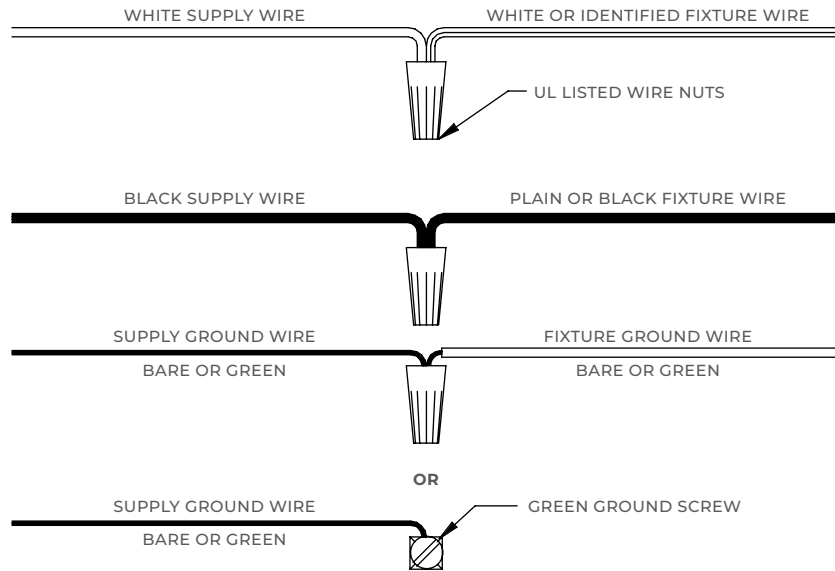 WHITE SUPPLY WIRE
WHITE OR IDENTIFIED FIXTURE WIRE
UL LISTED WIRE NUTS
BLACK SUPPLY WIRE
PLAIN OR BLACK FIXTURE WIRE
SUPPLY GROUND WIRE
FIXTURE GROUND WIRE
BARE OR GREEN
BARE OR GREEN
OR
SUPPLY GROUND WIRE
GREEN GROUND SCREW
BARE OR GREEN